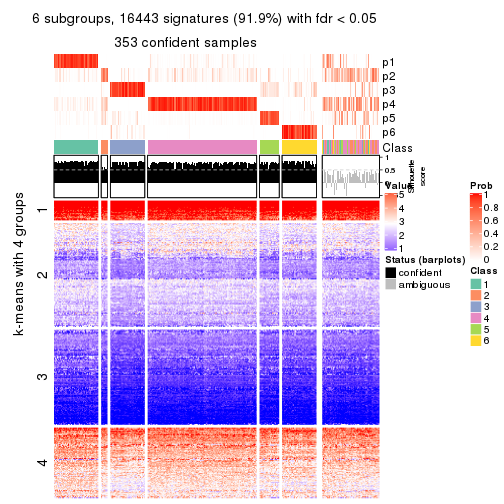 6 subgroups, 16443 signatures (91.9%) with fdr < 0.05
353 confident samples
p1
p2
p3
p4
p5
p6
Class
1
0.5
0
Silhouette
score
k-means with 4 groups
1
2
3
4
Value
5
4
3
2
1
Status (barplots)
confident
ambiguous
Prob
1
0.8
0.6
0.4
0.2
0
Class
1
2
3
4
5
6